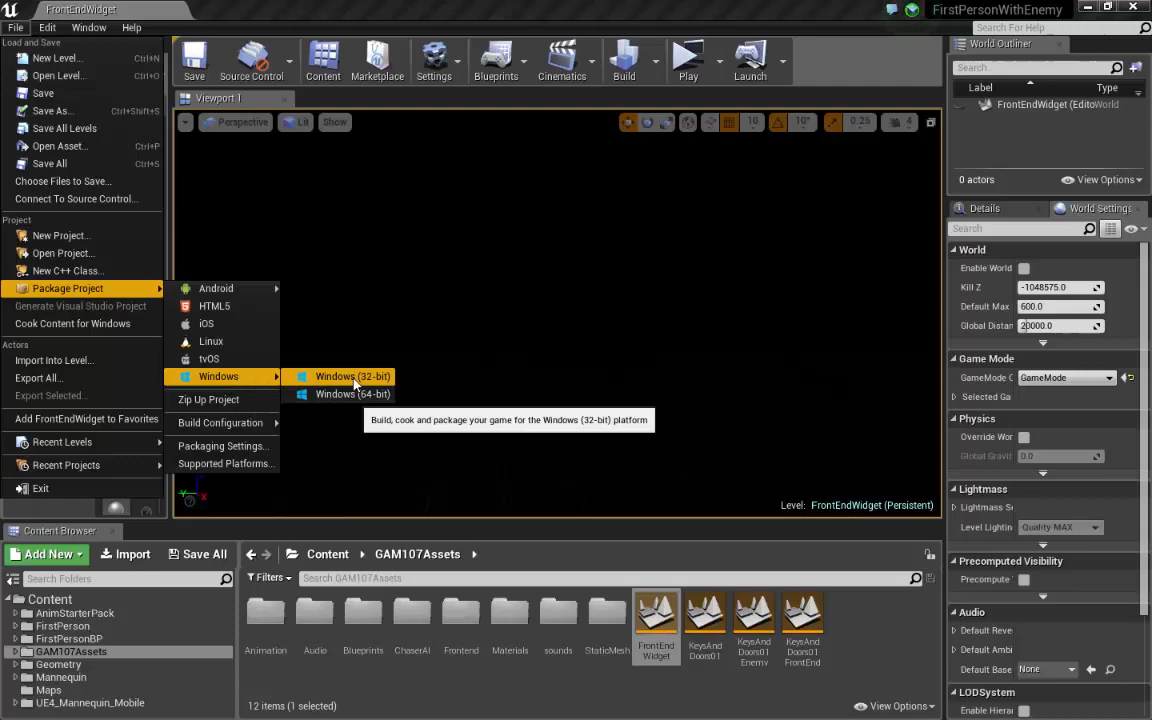 FrontEndWidget
FirstPersonWithEnemy
File Edit Window Help
Search For Help
Load and Save
New Level... Ctrl+N
Open Level... Ctrl+O
Save
Save As... Ctrl+Shift+S
Save All Levels
Open Asset... Ctrl+P
Save All Ctrl+S
Choose Files to Save...
Connect To Source Control...
Project
New Project...
Open Project...
New C++ Class...
Package Project
Generate Visual Studio Project
Cook Content for Windows
Actors
Import Into Level...
Export All...
Export Selected...
Add FrontEndWidget to Favorites
Recent Levels
Recent Projects
Exit
Android
HTML5
iOS
Linux
tvOS
Windows
Zip Up Project
Build Configuration
Packaging Settings...
Supported Platforms...
Windows (32-bit)
Windows (64-bit)
Build, cook and package your game for the Windows (32-bit) platform
Save Source Control Content Marketplace Settings Blueprints Cinematics Build Play Launch
Viewport 1
Perspective Lit Show
10 10° 0.25 4
Level: FrontEndWidget (Persistent)
World Outliner
Search...
Label Type
FrontEndWidget (Edito World
0 actors View Options
Details World Settings
Search
World
Enable World
Kill Z -1048575.0
Default Max 600.0
Global Distan 20000.0
Game Mode
GameMode O GameMode
Selected Ga
Physics
Override Wor
Global Gravit 0.0
Lightmass
Lightmass Se
Level Lightin Quality MAX
Precomputed Visibility
Precompute
Audio
Default Reve
Default Ambi
Default Base None
LODSystem
Enable Hierar
Content Browser
Add New Import Save All Content GAM107Assets
Search Folders
Filters Search GAM107Assets
Content
AnimStarterPack
FirstPerson
FirstPersonBP
GAM107Assets
Geometry
Mannequin
Maps
UE4_Mannequin_Mobile
Animation Audio Blueprints ChaserAI Frontend Materials sounds StaticMesh
FrontEnd
Widget
KeysAnd
Doors01
KeysAnd
Doors01
Enemv
KeysAnd
Doors01
FrontEnd
12 items (1 selected) View Options